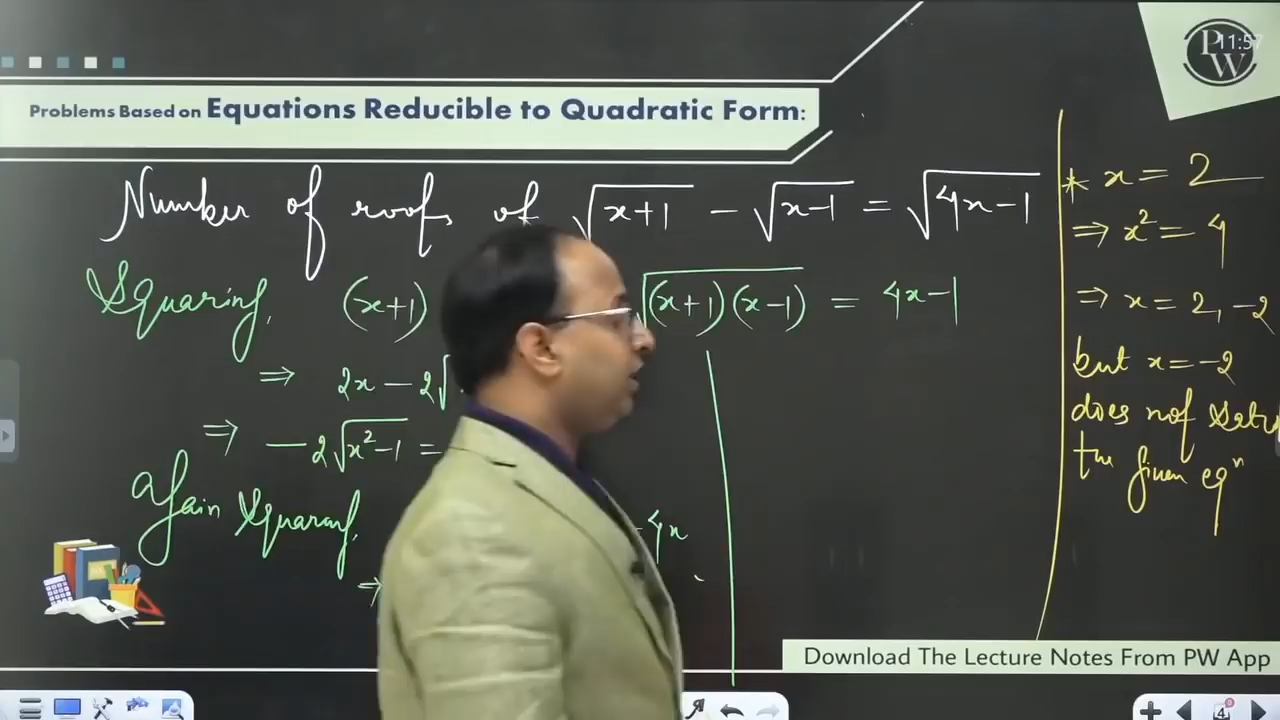 PW
11:57
Problems Based on Equations Reducible to Quadratic Form:
Number of roots of √(x+1) − √(x−1) = √(4x−1)
Squaring, (x+1) √(x+1)(x−1) = 4x−1
⇒ 2x − 2√
⇒ −2√(x²−1) =
Again Squaring,
4x
⇒
* x = 2
⇒ x² = 4
⇒ x = 2, −2
but x = −2
does not
the given eqⁿ
Download The Lecture Notes From PW App
4